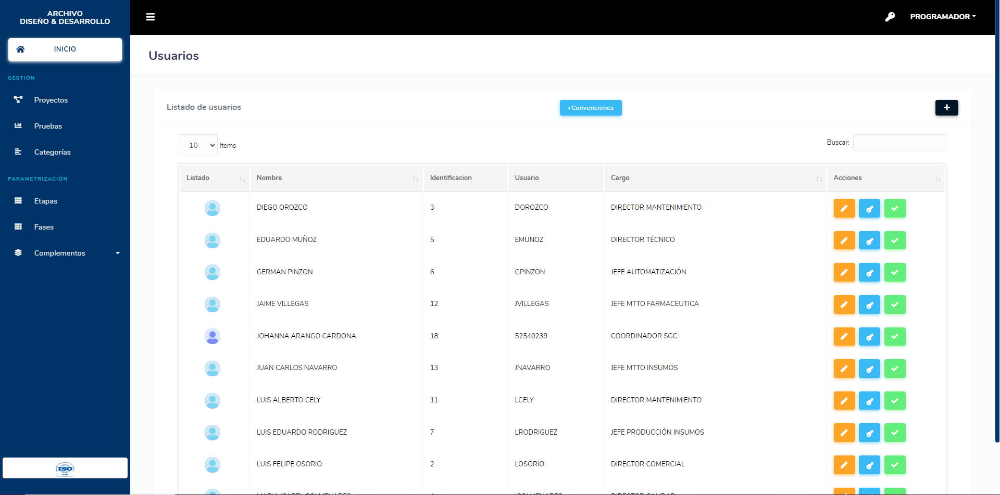 ARCHIVO
DISEÑO & DESARROLLO
INICIO
GESTIÓN
Proyectos
Pruebas
Categorías
PARAMETRIZACIÓN
Etapas
Fases
Complementos
ISO
PROGRAMADOR
Usuarios
Listado de usuarios
Convenciones
+
10 Items
Buscar:
Listado Nombre Identificacion Usuario Cargo Acciones
DIEGO OROZCO 3 DOROZCO DIRECTOR MANTENIMIENTO
EDUARDO MUÑOZ 5 EMUNOZ DIRECTOR TÉCNICO
GERMAN PINZON 6 GPINZON JEFE AUTOMATIZACIÓN
JAIME VILLEGAS 12 JVILLEGAS JEFE MTTO FARMACEUTICA
JOHANNA ARANGO CARDONA 18 52540239 COORDINADOR SGC
JUAN CARLOS NAVARRO 13 JNAVARRO JEFE MTTO INSUMOS
LUIS ALBERTO CELY 11 LCELY DIRECTOR MANTENIMIENTO
LUIS EDUARDO RODRIGUEZ 7 LRODRIGUEZ JEFE PRODUCCIÓN INSUMOS
LUIS FELIPE OSORIO 2 LOSORIO DIRECTOR COMERCIAL